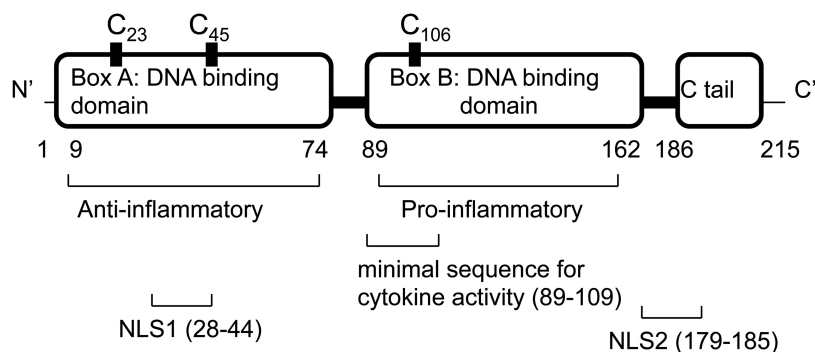 C23 C45 C106
N' Box A: DNA binding domain Box B: DNA binding domain C tail C'
1 9 74 89 162 186 215
Anti-inflammatory Pro-inflammatory
minimal sequence for
cytokine activity (89-109)
NLS1 (28-44)
NLS2 (179-185)